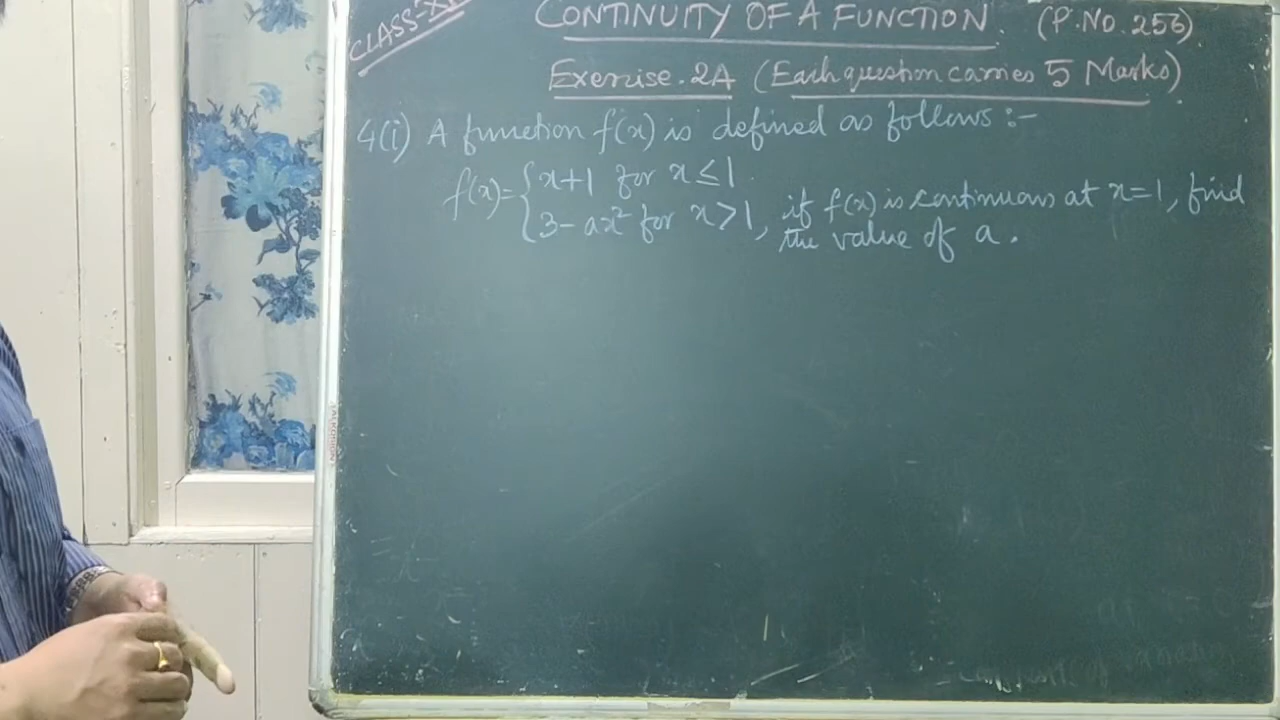 CLASS-XI
CONTINUITY OF A FUNCTION. (P.NO.256)
Exercise.2A (Each question carries 5 Marks)
4(i) A function f(x) is defined as follows :-
f(x)= { x+1 for x ≤ 1
3-ax² for x > 1, if f(x) is continuous at x=1, find
the value of a.